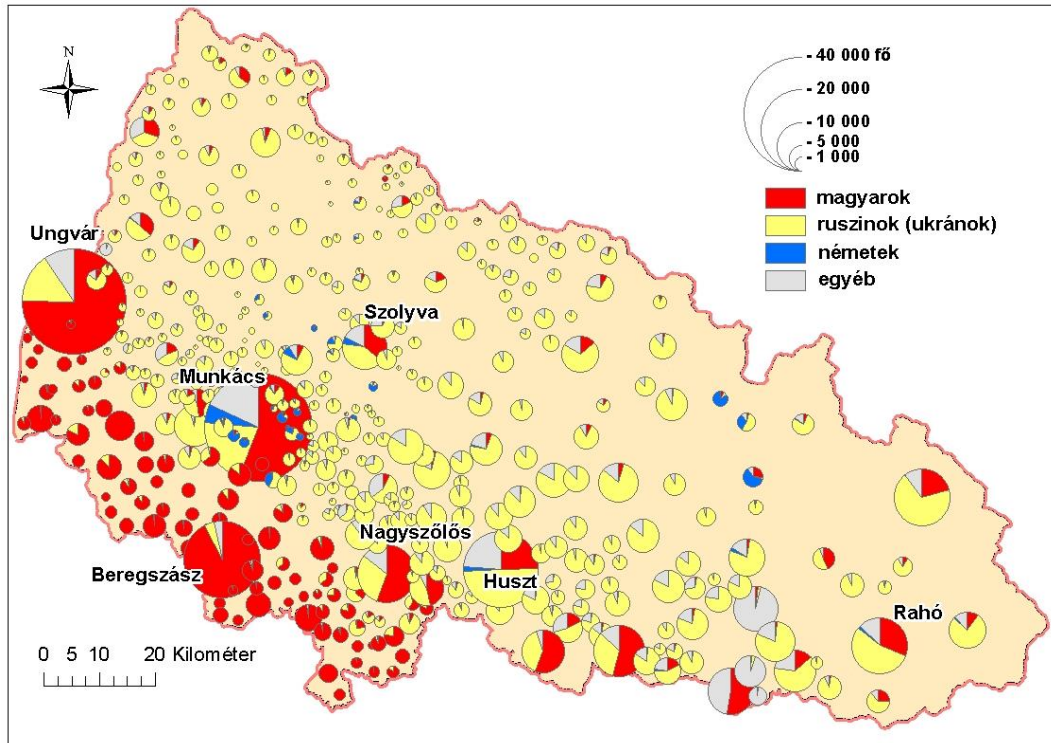 N
- 40 000 fő
- 20 000
- 10 000
- 5 000
- 1 000
magyarok
ruszinok (ukránok)
németek
egyéb
Ungvár
Szolyva
Munkács
Nagyszőlős
Beregszász
Huszt
Rahó
0 5 10 20 Kilométer